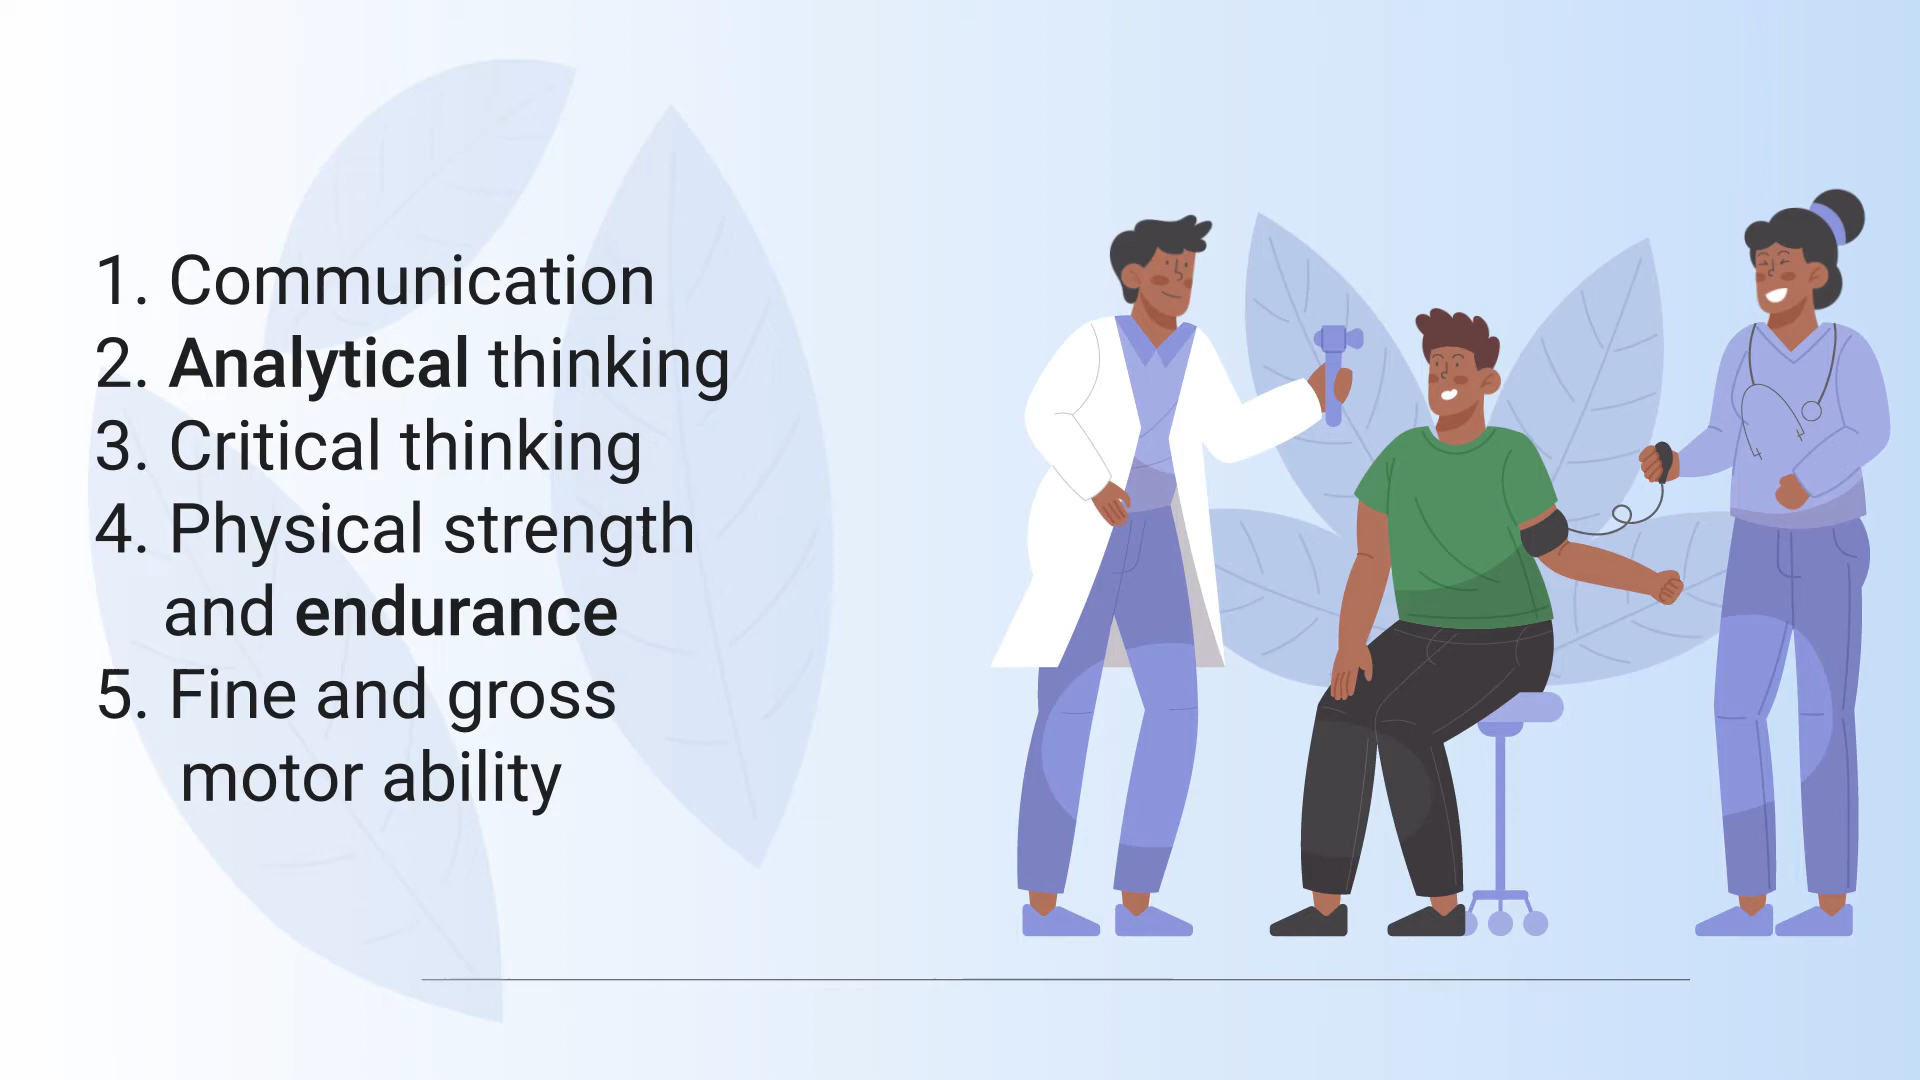 1. Communication
2. Analytical thinking
3. Critical thinking
4. Physical strength
and endurance
5. Fine and gross
motor ability